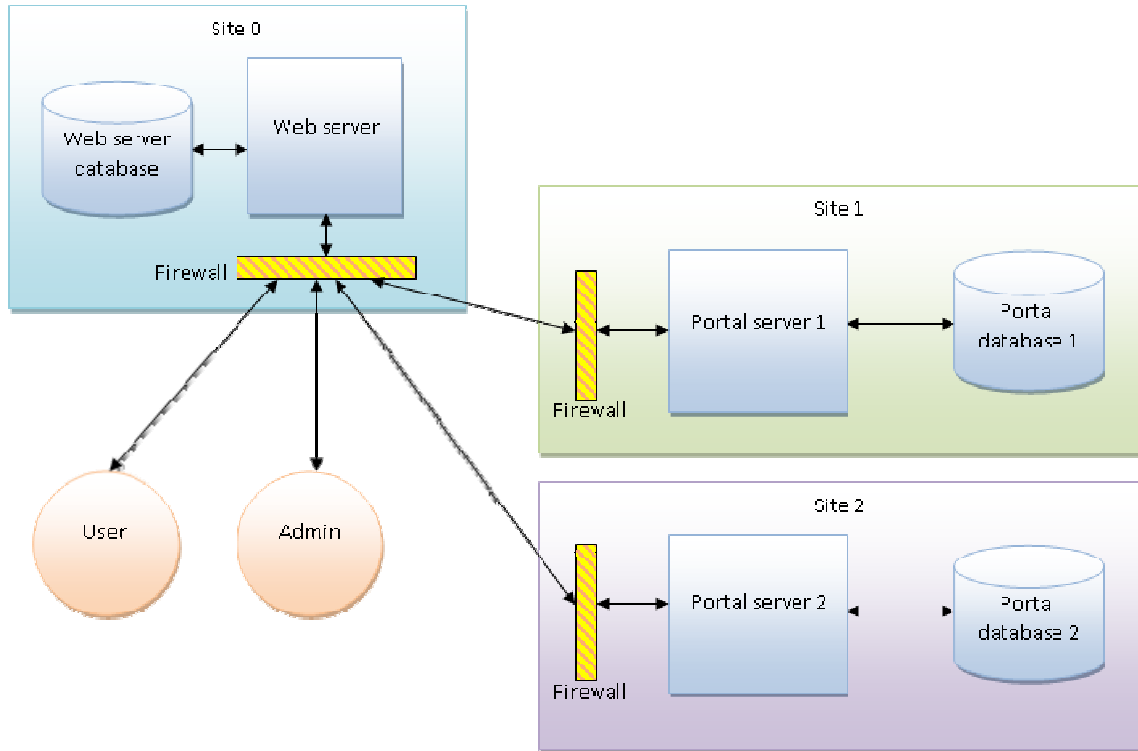 Site 0
Web server
catabase
Web server
Firewall
Site 1
Portal server 1
Porta
database 1
Firewall
User
Admin
Site 2
Portal server 2
Porta
database 2
Firewall